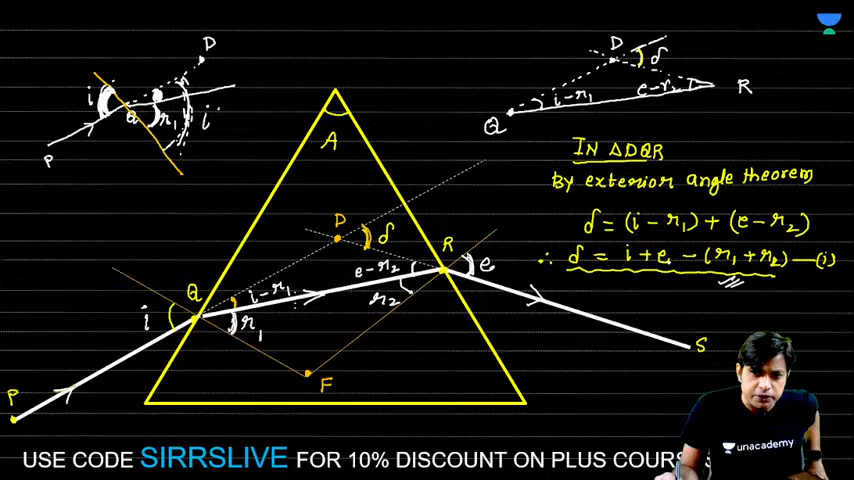 D
i
Q
r₁
i
P
D
δ
i-r₁
e-r₂
Q
R
IN ΔDQR
By exterior angle theorem
δ = (i-r₁) + (e-r₂)
∴ δ = i+e - (r₁+r₂) —(i)
A
D
δ
R
Q
e-r₂
e
i-r₁
r₂
i
r₁
F
S
P
unacademy
USE CODE SIRRSLIVE FOR 10% DISCOUNT ON PLUS COURS